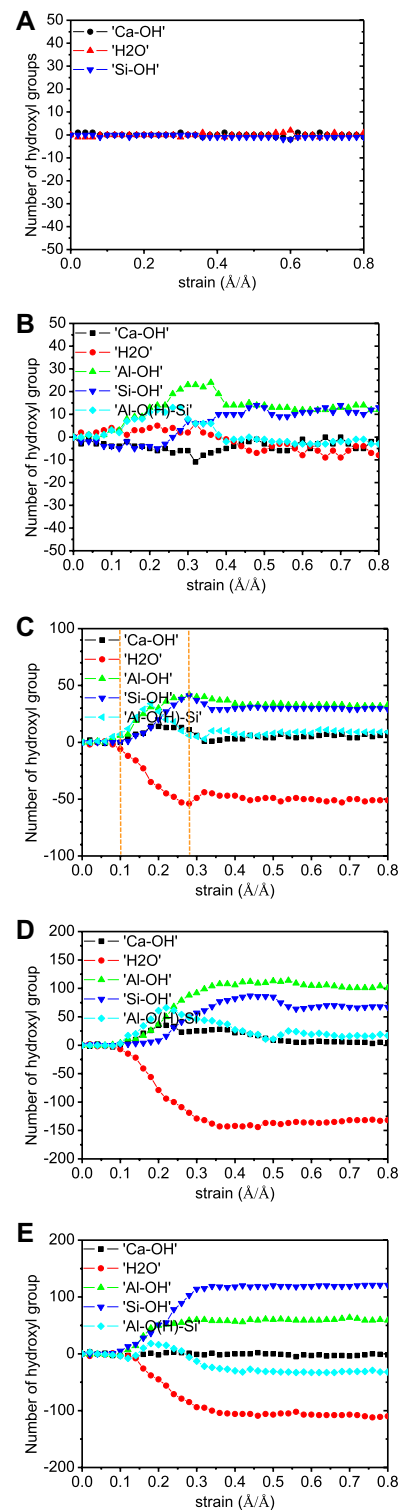 A
50
40
30
20
10
0
-10
-20
-30
-40
-50
Number of hydroxyl groups
'Ca-OH'
'H2O'
'Si-OH'
0.0 0.2 0.4 0.6 0.8
strain (Å/Å)
B
50
40
30
20
10
0
-10
-20
-30
-40
-50
Number of hydroxyl group
'Ca-OH'
'H2O'
'Al-OH'
'Si-OH'
'Al-O(H)-Si'
0.0 0.1 0.2 0.3 0.4 0.5 0.6 0.7 0.8
strain (Å/Å)
C
100
50
0
-50
-100
Number of hydroxyl group
'Ca-OH'
'H2O'
'Al-OH'
'Si-OH'
'Al-O(H)-Si'
0.0 0.1 0.2 0.3 0.4 0.5 0.6 0.7 0.8
strain (Å/Å)
D
200
150
100
50
0
-50
-100
-150
-200
Number of hydroxyl group
'Ca-OH'
'H2O'
'Al-OH'
'Si-OH'
'Al-O(H)-Si'
0.0 0.1 0.2 0.3 0.4 0.5 0.6 0.7 0.8
strain (Å/Å)
E
200
100
0
-100
-200
Number of hydroxyl group
'Ca-OH'
'H2O'
'Al-OH'
'Si-OH'
'Al-O(H)-Si'
0.0 0.1 0.2 0.3 0.4 0.5 0.6 0.7 0.8
strain (Å/Å)